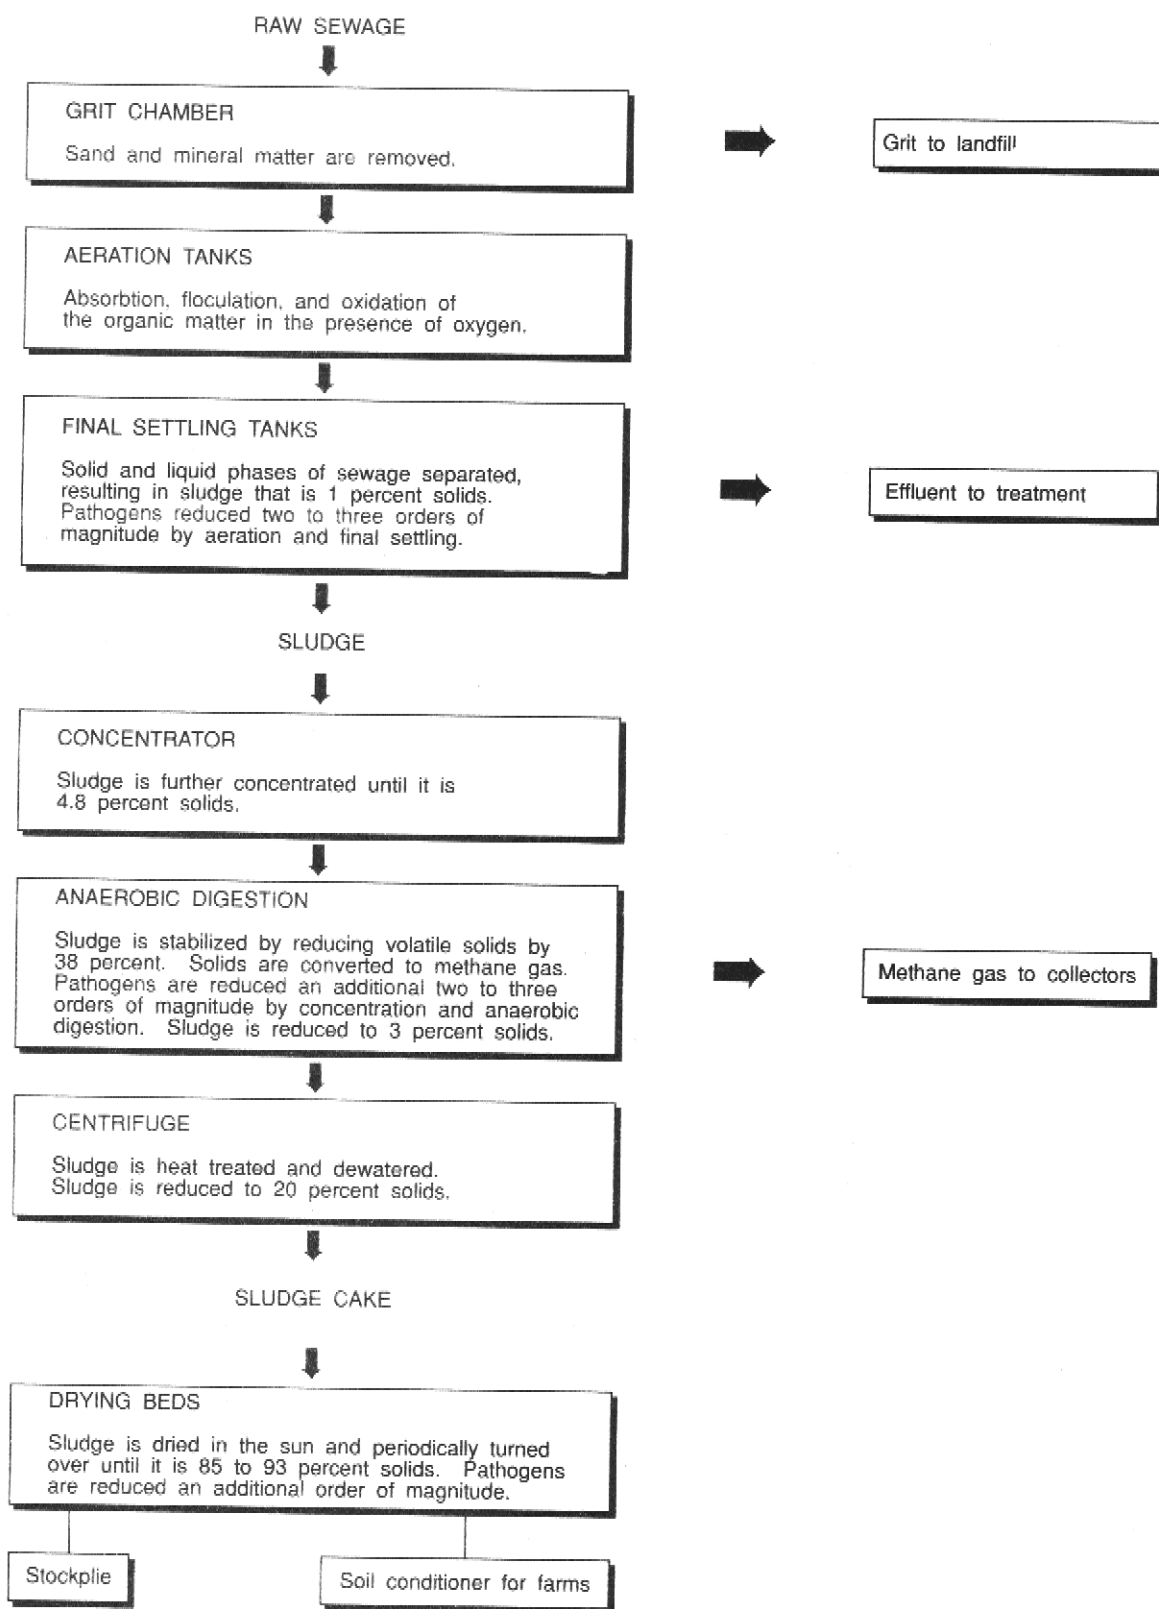 RAW SEWAGE
GRIT CHAMBER
Sand and mineral matter are removed.
Grit to landfill
AERATION TANKS
Absorbtion, floculation, and oxidation of
the organic matter in the presence of oxygen.
FINAL SETTLING TANKS
Solid and liquid phases of sewage separated,
resulting in sludge that is 1 percent solids.
Pathogens reduced two to three orders of
magnitude by aeration and final settling.
Effluent to treatment
SLUDGE
CONCENTRATOR
Sludge is further concentrated until it is
4.8 percent solids.
ANAEROBIC DIGESTION
Sludge is stabilized by reducing volatile solids by
38 percent. Solids are converted to methane gas.
Pathogens are reduced an additional two to three
orders of magnitude by concentration and anaerobic
digestion. Sludge is reduced to 3 percent solids.
Methane gas to collectors
CENTRIFUGE
Sludge is heat treated and dewatered.
Sludge is reduced to 20 percent solids.
SLUDGE CAKE
DRYING BEDS
Sludge is dried in the sun and periodically turned
over until it is 85 to 93 percent solids. Pathogens
are reduced an additional order of magnitude.
Stockplie
Soil conditioner for farms